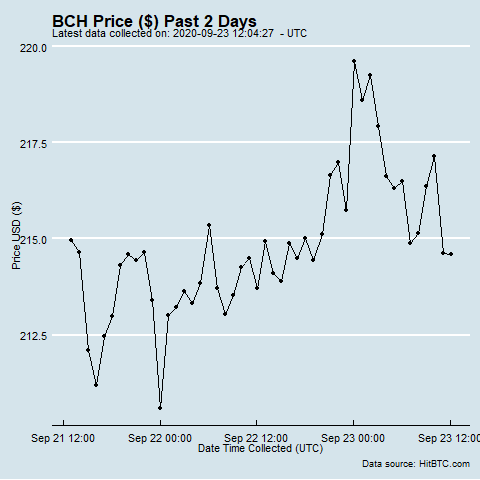 BCH Price ($) Past 2 Days
Latest data collected on: 2020-09-23 12:04:27 - UTC
220.0
217.5
215.0
212.5
Price USD ($)
Sep 21 12:00 Sep 22 00:00 Sep 22 12:00 Sep 23 00:00 Sep 23 12:00
Date Time Collected (UTC)
Data source: HitBTC.com